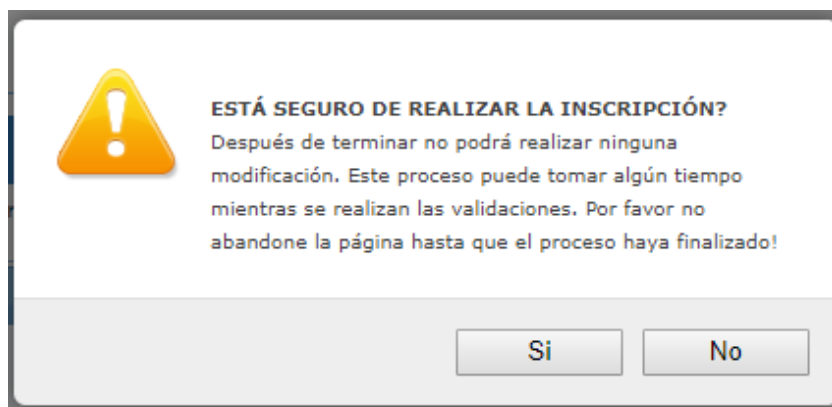 ESTÁ SEGURO DE REALIZAR LA INSCRIPCIÓN?
Después de terminar no podrá realizar ninguna
modificación. Este proceso puede tomar algún tiempo
mientras se realizan las validaciones. Por favor no
abandone la página hasta que el proceso haya finalizado!
Si
No